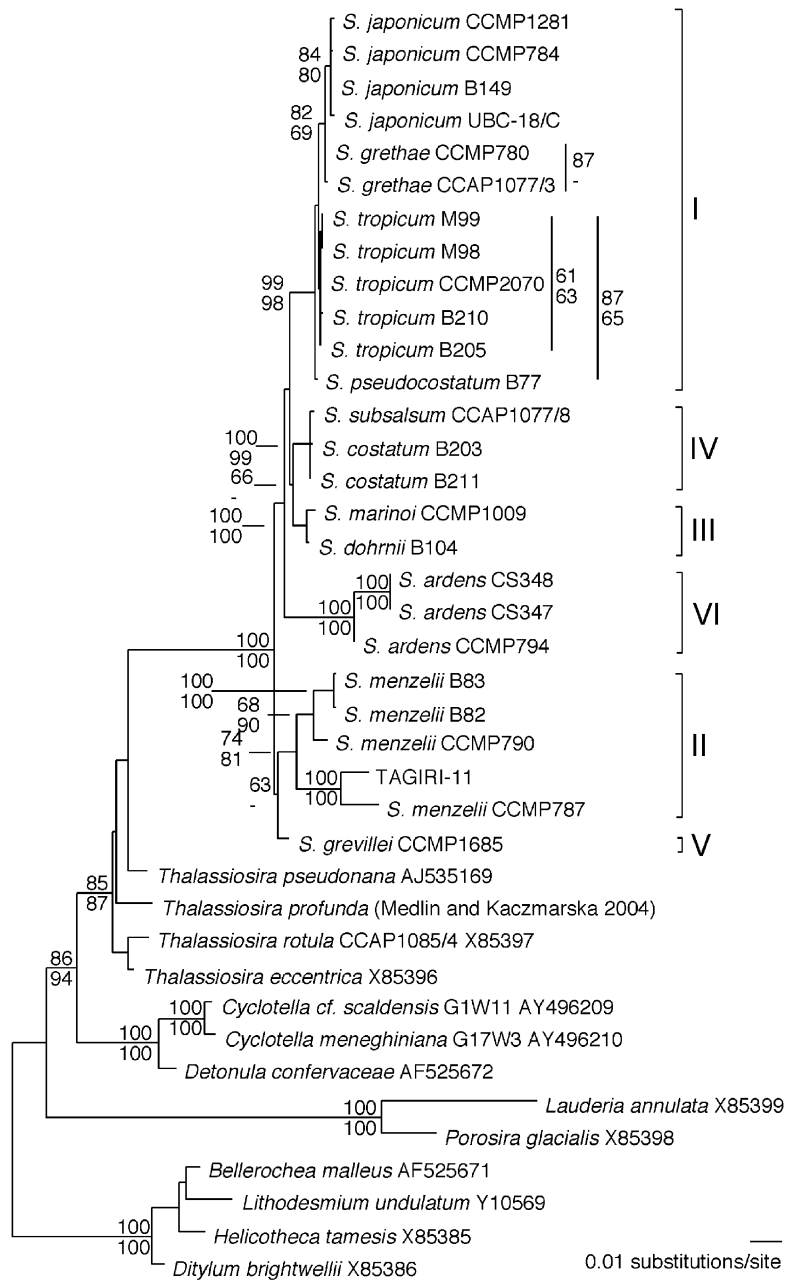 S. japonicum CCMP1281
84
S. japonicum CCMP784
80
S. japonicum B149
82
S. japonicum UBC-18/C
69
S. grethae CCMP780
87
S. grethae CCAP1077/3
-
I
S. tropicum M99
S. tropicum M98
99
S. tropicum CCMP2070
61
98
63
87
S. tropicum B210
65
S. tropicum B205
S. pseudocostatum B77
S. subsalsum CCAP1077/8
100
S. costatum B203
IV
99
66
S. costatum B211
-
100
S. marinoi CCMP1009
100
III
S. dohrnii B104
100
S. ardens CS348
100
100
S. ardens CS347
VI
100
100
S. ardens CCMP794
100
100
S. menzelii B83
100
68
S. menzelii B82
90
74
S. menzelii CCMP790
II
81
63
100
TAGIRI-11
-
100
S. menzelii CCMP787
S. grevillei CCMP1685
V
85
Thalassiosira pseudonana AJ535169
87
Thalassiosira profunda (Medlin and Kaczmarska 2004)
Thalassiosira rotula CCAP1085/4 X85397
86
94
Thalassiosira eccentrica X85396
100
Cyclotella cf. scaldensis G1W11 AY496209
100
100
Cyclotella meneghiniana G17W3 AY496210
100
Detonula confervaceae AF525672
100
Lauderia annulata X85399
100
Porosira glacialis X85398
Bellerochea malleus AF525671
Lithodesmium undulatum Y10569
100
Helicotheca tamesis X85385
100
Ditylum brightwellii X85386
0.01 substitutions/site